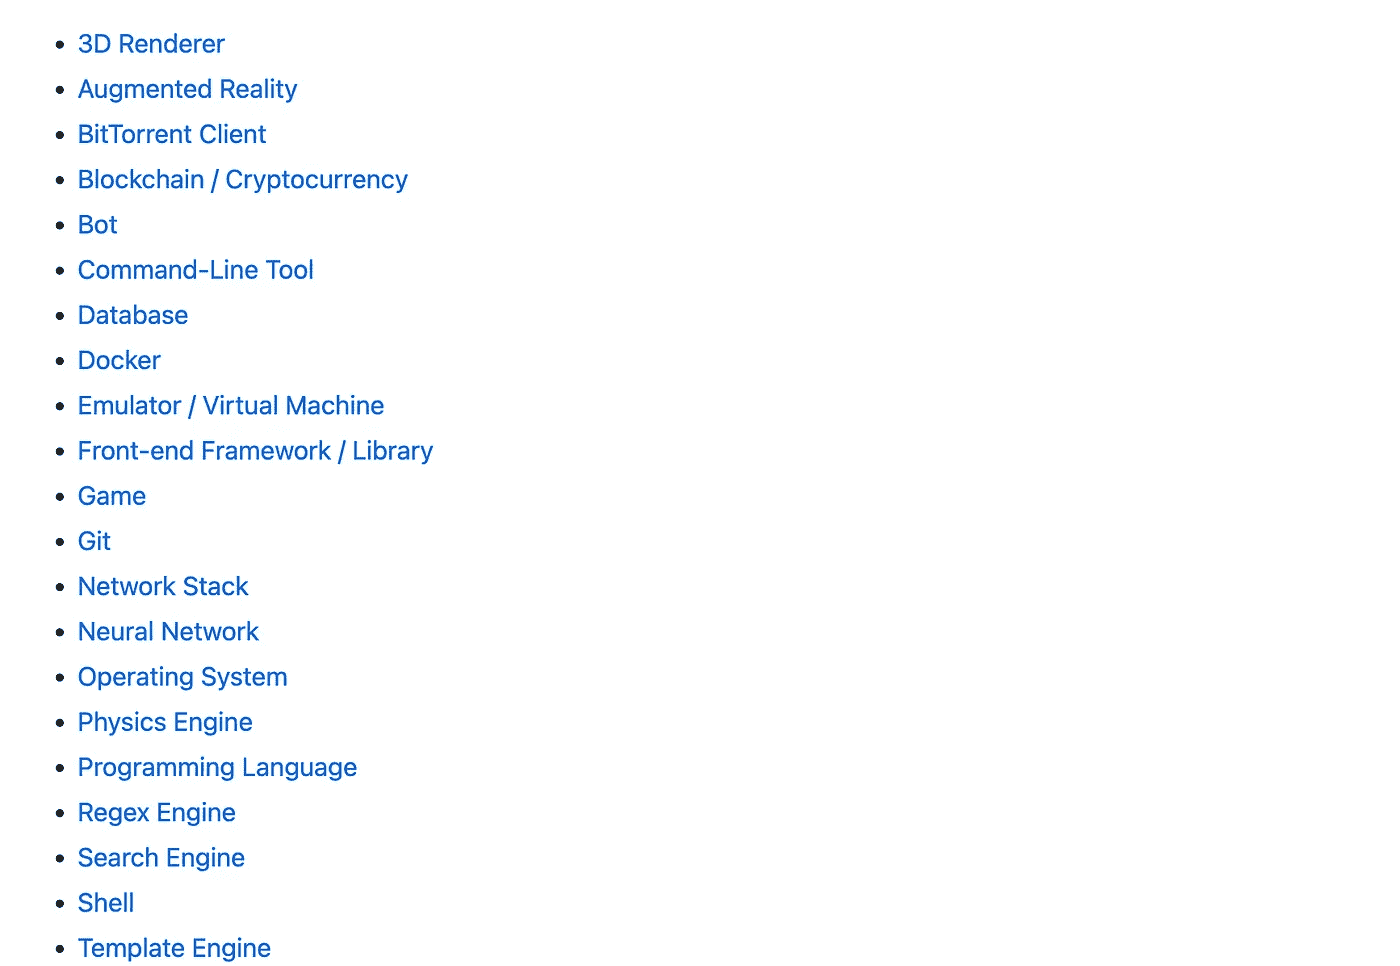 3D Renderer
Augmented Reality
BitTorrent Client
Blockchain / Cryptocurrency
Bot
Command-Line Tool
Database
Docker
Emulator / Virtual Machine
Front-end Framework / Library
Game
Git
Network Stack
Neural Network
Operating System
Physics Engine
Programming Language
Regex Engine
Search Engine
Shell
Template Engine